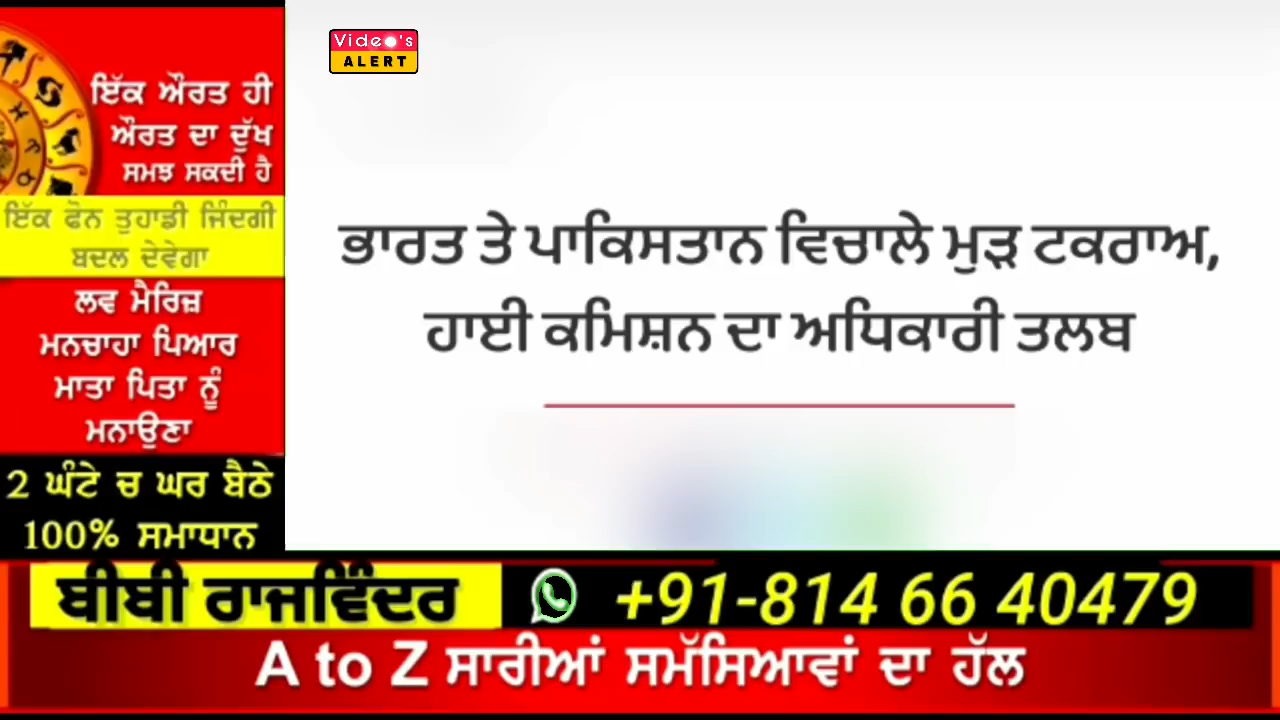 Video's
ALERT
ਇੱਕ ਔਰਤ ਹੀ
ਔਰਤ ਦਾ ਦੁੱਖ
ਸਮਝ ਸਕਦੀ ਹੈ
ਇੱਕ ਫੋਨ ਤੁਹਾਡੀ ਜਿੰਦਗੀ
ਬਦਲ ਦੇਵੇਗਾ
ਲਵ ਮੈਰਿਜ਼
ਮਨਚਾਹਾ ਪਿਆਰ
ਮਾਤਾ ਪਿਤਾ ਨੂੰ
ਮਨਾਉਣਾ
2 ਘੰਟੇ ਚ ਘਰ ਬੈਠੇ
100% ਸਮਾਧਾਨ
ਭਾਰਤ ਤੇ ਪਾਕਿਸਤਾਨ ਵਿਚਾਲੇ ਮੁੜ ਟਕਰਾਅ,
ਹਾਈ ਕਮਿਸ਼ਨ ਦਾ ਅਧਿਕਾਰੀ ਤਲਬ
ਬੀਬੀ ਰਾਜਵਿੰਦਰ
+91-814 66 40479
A to Z ਸਾਰੀਆਂ ਸਮੱਸਿਆਵਾਂ ਦਾ ਹੱਲ